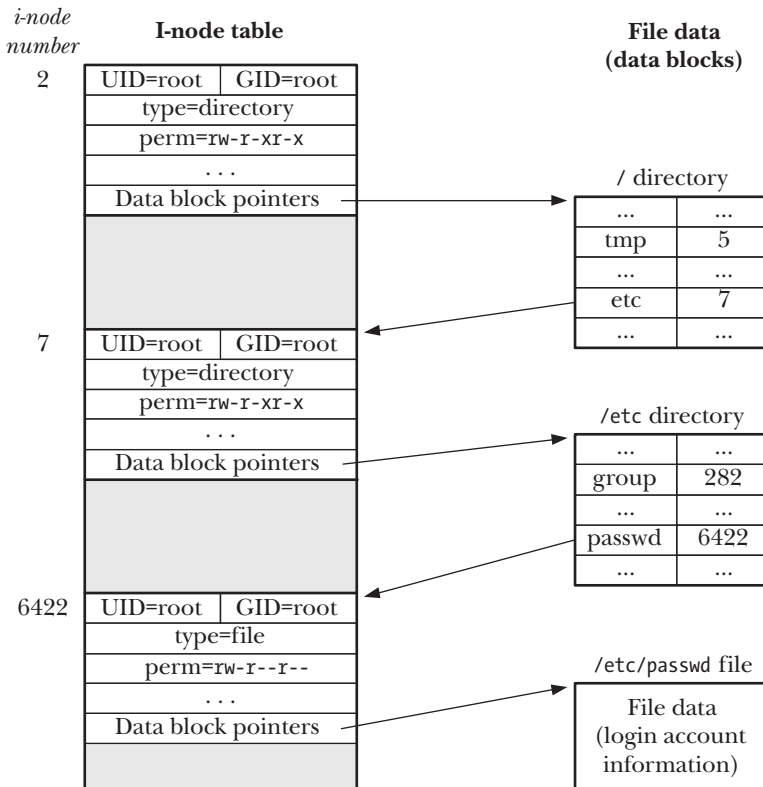 i-node
number
I-node table
File data
(data blocks)
2
UID=root GID=root
type=directory
perm=rw-r-xr-x
. . .
Data block pointers
/ directory
... ...
tmp 5
... ...
etc 7
... ...
7
UID=root GID=root
type=directory
perm=rw-r-xr-x
. . .
Data block pointers
/etc directory
... ...
group 282
... ...
passwd 6422
... ...
6422
UID=root GID=root
type=file
perm=rw-r--r--
. . .
Data block pointers
/etc/passwd file
File data
(login account
information)